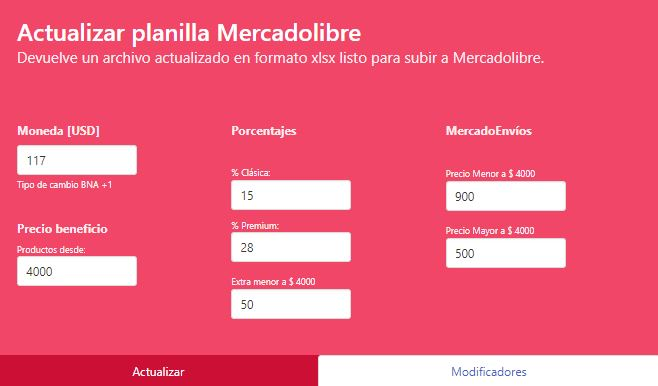 Actualizar planilla Mercadolibre
Devuelve un archivo actualizado en formato xlsx listo para subir a Mercadolibre.
Moneda [USD]
117
Tipo de cambio BNA +1
Precio beneficio
Productos desde:
4000
Porcentajes
% Clásica:
15
% Premium:
28
Extra menor a $ 4000
50
MercadoEnvíos
Precio Menor a $ 4000
900
Precio Mayor a $ 4000
500
Actualizar
Modificadores